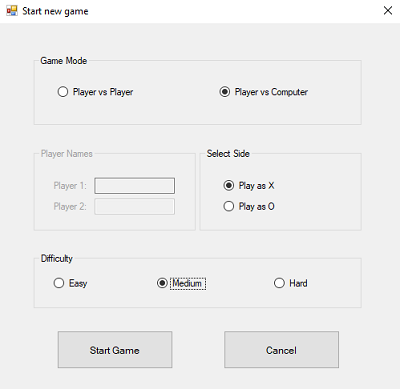 Start new game
Game Mode
Player vs Player
Player vs Computer
Player Names
Player 1:
Player 2:
Select Side
Play as X
Play as O
Difficulty
Easy
Medium
Hard
Start Game
Cancel